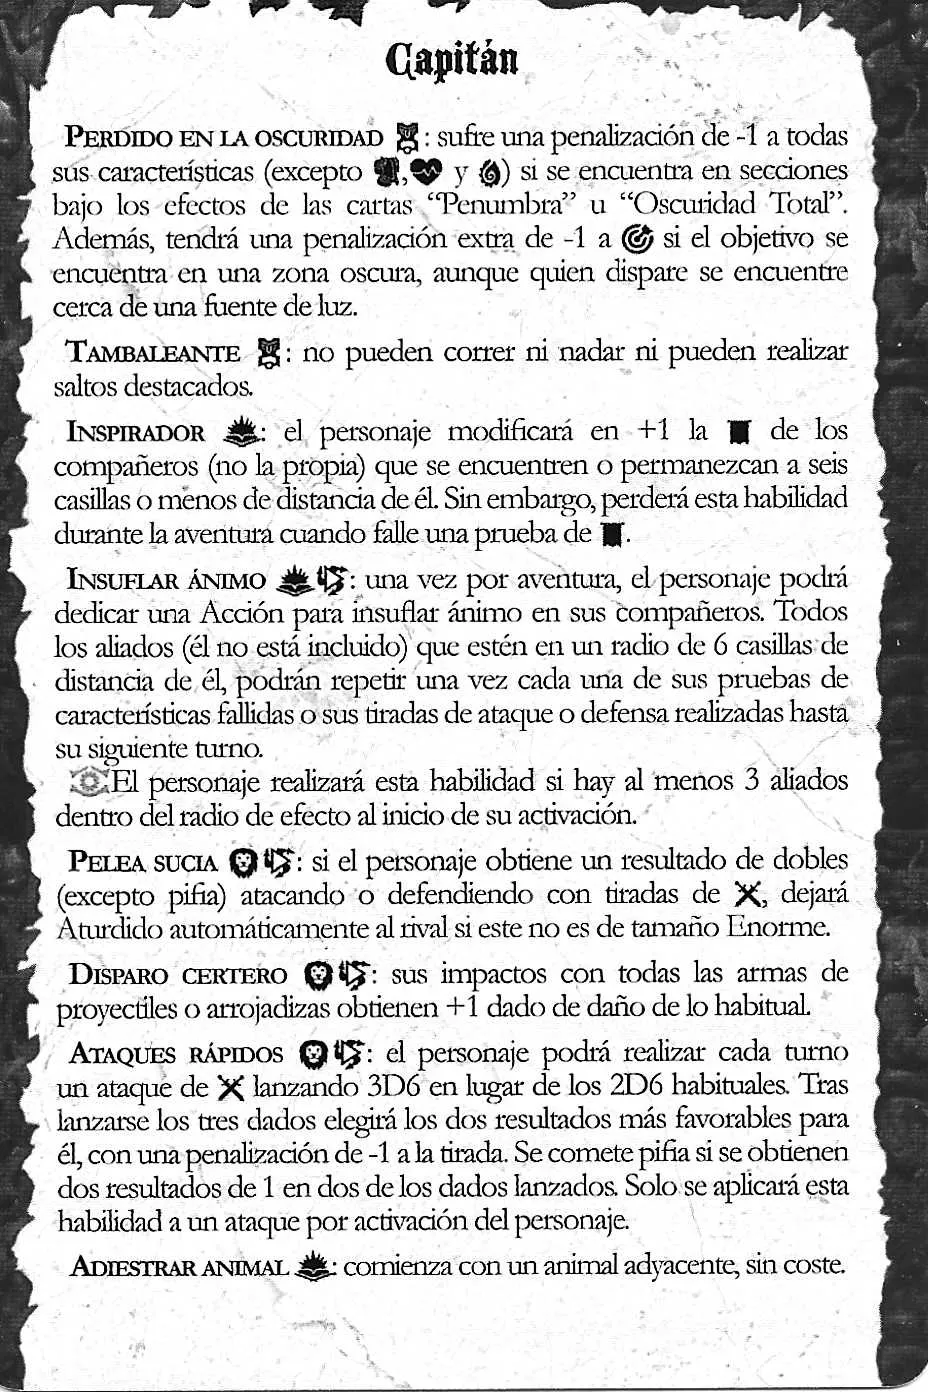 Capitán
PERDIDO EN LA OSCURIDAD : sufre una penalización de -1 a todas
sus características (excepto , y ) si se encuentra en secciones
bajo los efectos de las cartas “Penumbra” u “Oscuridad Total”.
Además, tendrá una penalización extra de -1 a si el objetivo se
encuentra en una zona oscura, aunque quien dispare se encuentre
cerca de una fuente de luz.
TAMBALEANTE : no pueden correr ni nadar ni pueden realizar
saltos destacados.
INSPIRADOR : el personaje modificará en +1 la de los
compañeros (no la propia) que se encuentren o permanezcan a seis
casillas o menos de distancia de él. Sin embargo, perderá esta habilidad
durante la aventura cuando falle una prueba de .
INSUFLAR ÁNIMO : una vez por aventura, el personaje podrá
dedicar una Acción para insuflar ánimo en sus compañeros. Todos
los aliados (él no está incluido) que estén en un radio de 6 casillas de
distancia de él, podrán repetir una vez cada una de sus pruebas de
características fallidas o sus tiradas de ataque o defensa realizadas hasta
su siguiente turno.
El personaje realizará esta habilidad si hay al menos 3 aliados
dentro del radio de efecto al inicio de su activación.
PELEA SUCIA : si el personaje obtiene un resultado de dobles
(excepto pifia) atacando o defendiendo con tiradas de , dejará
Aturdido automáticamente al rival si este no es de tamaño Enorme.
DISPARO CERTERO : sus impactos con todas las armas de
proyectiles o arrojadizas obtienen +1 dado de daño de lo habitual.
ATAQUES RÁPIDOS : el personaje podrá realizar cada turno
un ataque de lanzando 3D6 en lugar de los 2D6 habituales. Tras
lanzarse los tres dados elegirá los dos resultados más favorables para
él, con una penalización de -1 a la tirada. Se comete pifia si se obtienen
dos resultados de 1 en dos de los dados lanzados. Solo se aplicará esta
habilidad a un ataque por activación del personaje.
ADIESTRAR ANIMAL : comienza con un animal adyacente, sin coste.